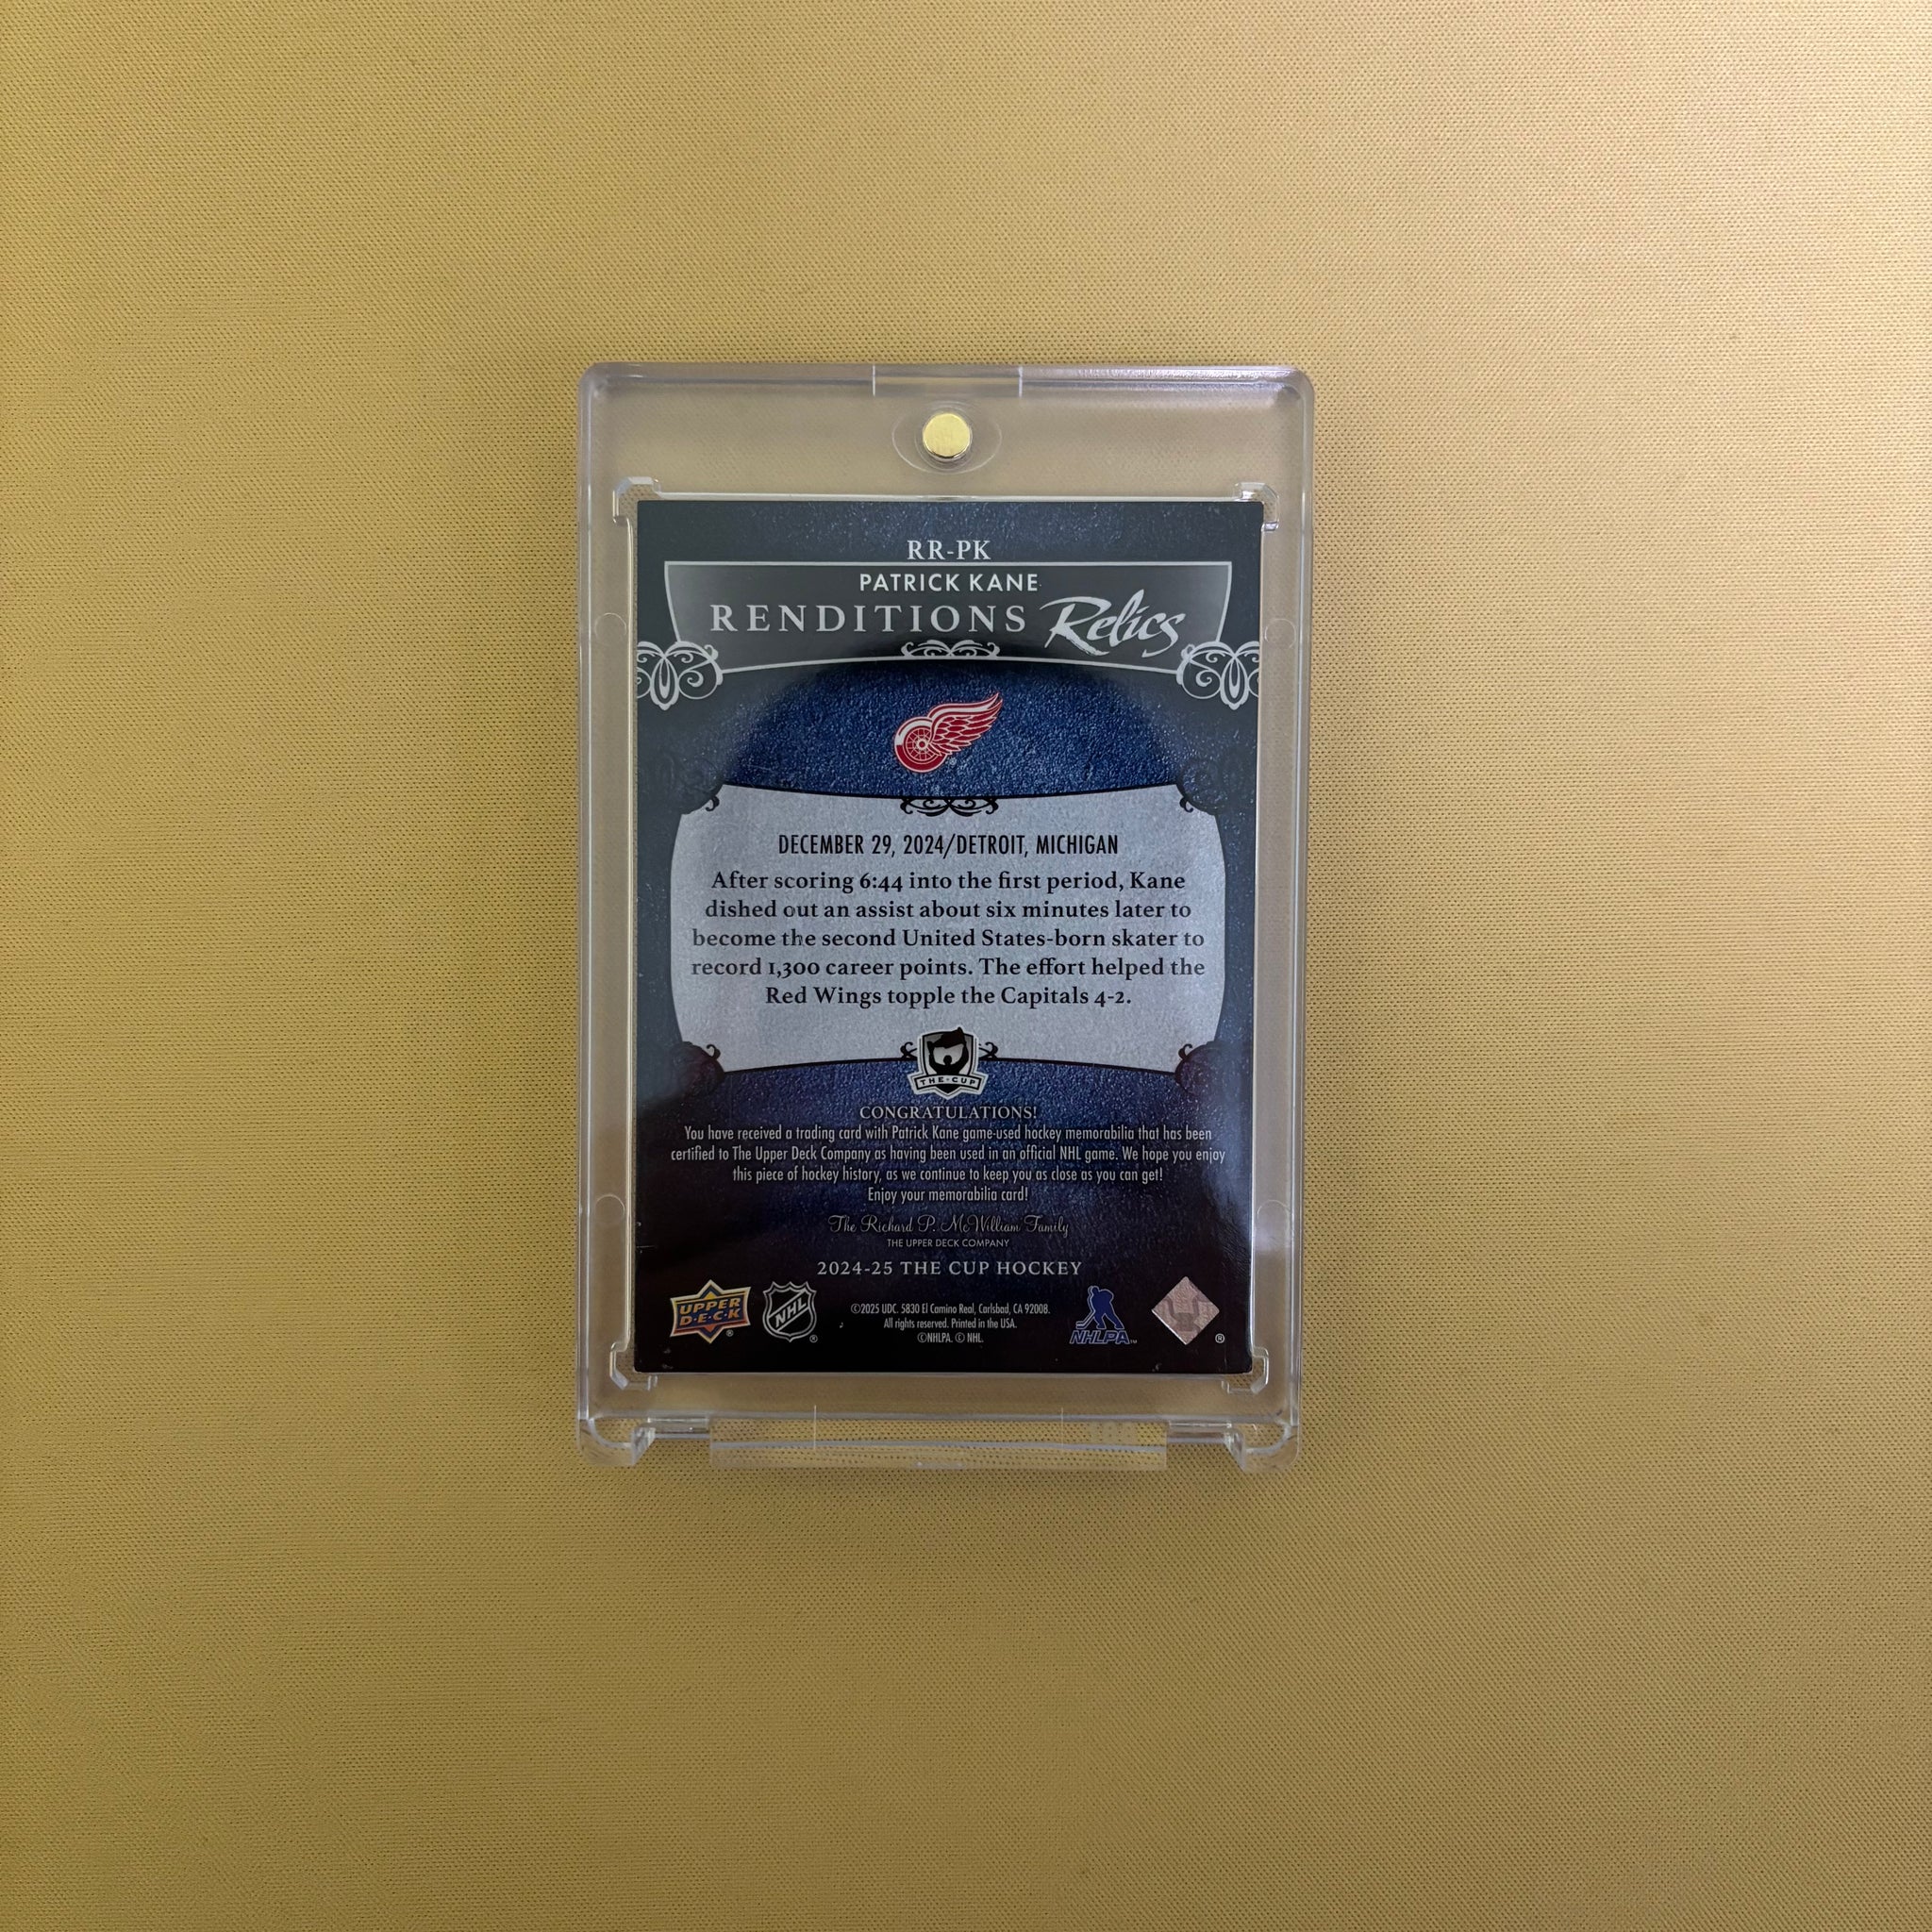 RR-PK
PATRICK KANE
RENDITIONS Relics
DECEMBER 29, 2024/DETROIT, MICHIGAN
After scoring 6:44 into the first period, Kane
dished out an assist about six minutes later to
become the second United States-born skater to
record 1,300 career points. The effort helped the
Red Wings topple the Capitals 4-2.
THE·CUP
CONGRATULATIONS!
You have received a trading card with Patrick Kane game-used hockey memorabilia that has been
certified to The Upper Deck Company as having been used in an official NHL game. We hope you enjoy
this piece of hockey history, as we continue to keep you as close as you can get!
Enjoy your memorabilia card!
The Richard P. McWilliam Family
THE UPPER DECK COMPANY
2024-25 THE CUP HOCKEY
UPPER
D·E·C·K ®
NHL ®
©2025 UDC. 5830 El Camino Real, Carlsbad, CA 92008.
All rights reserved. Printed in the USA.
©NHLPA. © NHL.
NHLPA™
®